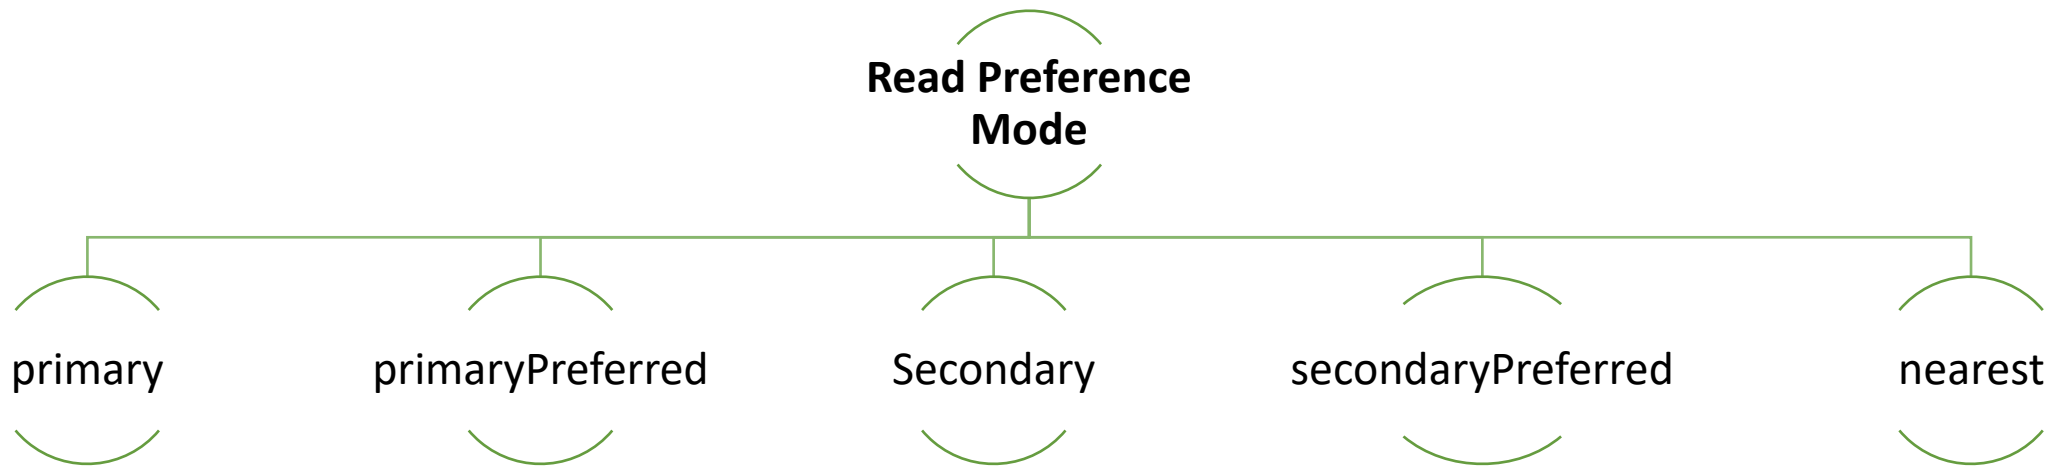 Read Preference
Mode
primary
primaryPreferred
Secondary
secondaryPreferred
nearest